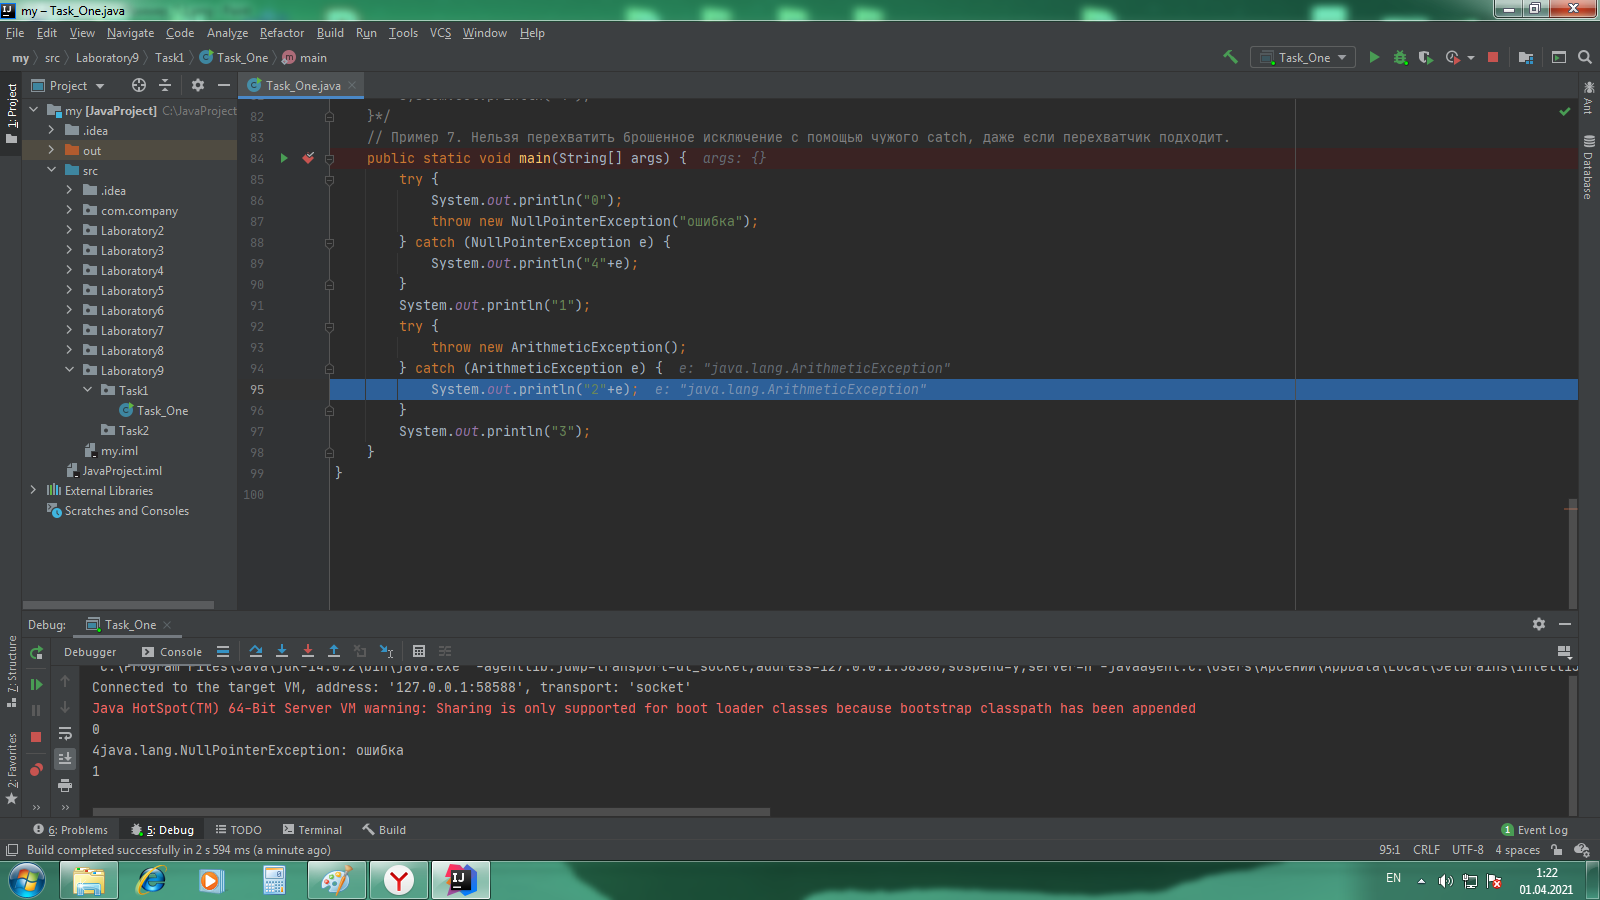 my – Task_One.java
File Edit View Navigate Code Analyze Refactor Build Run Tools VCS Window Help
my src Laboratory9 Task1 Task_One main
Task_One
Project
Task_One.java
1: Project
my [JavaProject] C:\JavaProject
.idea
out
src
.idea
com.company
Laboratory2
Laboratory3
Laboratory4
Laboratory5
Laboratory6
Laboratory7
Laboratory8
Laboratory9
Task1
Task_One
Task2
my.iml
JavaProject.iml
External Libraries
Scratches and Consoles
82 }*/
83 // Пример 7. Нельзя перехватить брошенное исключение с помощью чужого catch, даже если перехватчик подходит.
84 public static void main(String[] args) { args: {}
85 try {
86 System.out.println("0");
87 throw new NullPointerException("ошибка");
88 } catch (NullPointerException e) {
89 System.out.println("4"+e);
90 }
91 System.out.println("1");
92 try {
93 throw new ArithmeticException();
94 } catch (ArithmeticException e) { e: "java.lang.ArithmeticException"
95 System.out.println("2"+e); e: "java.lang.ArithmeticException"
96 }
97 System.out.println("3");
98 }
99 }
100
Ant
Database
Debug: Task_One
Debugger Console
7: Structure
2: Favorites
Connected to the target VM, address: '127.0.0.1:58588', transport: 'socket'
Java HotSpot(TM) 64-Bit Server VM warning: Sharing is only supported for boot loader classes because bootstrap classpath has been appended
0
4java.lang.NullPointerException: ошибка
1
6: Problems 5: Debug TODO Terminal Build 1 Event Log
Build completed successfully in 2 s 594 ms (a minute ago) 95:1 CRLF UTF-8 4 spaces
EN 1:22
01.04.2021